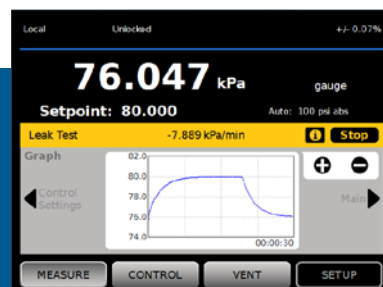 Local Unlocked +/- 0.07%
76.047 kPa gauge
Setpoint: 80.000 Auto: 100 psi abs
Leak Test -7.889 kPa/min i Stop
Graph
82.0
80.0
78.0
76.0
74.0
00:00:30
Control
Settings
Main
MEASURE CONTROL VENT SETUP